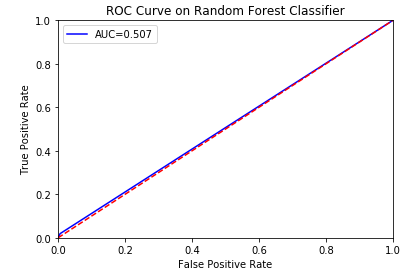 ROC Curve on Random Forest Classifier
AUC=0.507
True Positive Rate
1.0
0.8
0.6
0.4
0.2
0.0
0.0 0.2 0.4 0.6 0.8 1.0
False Positive Rate